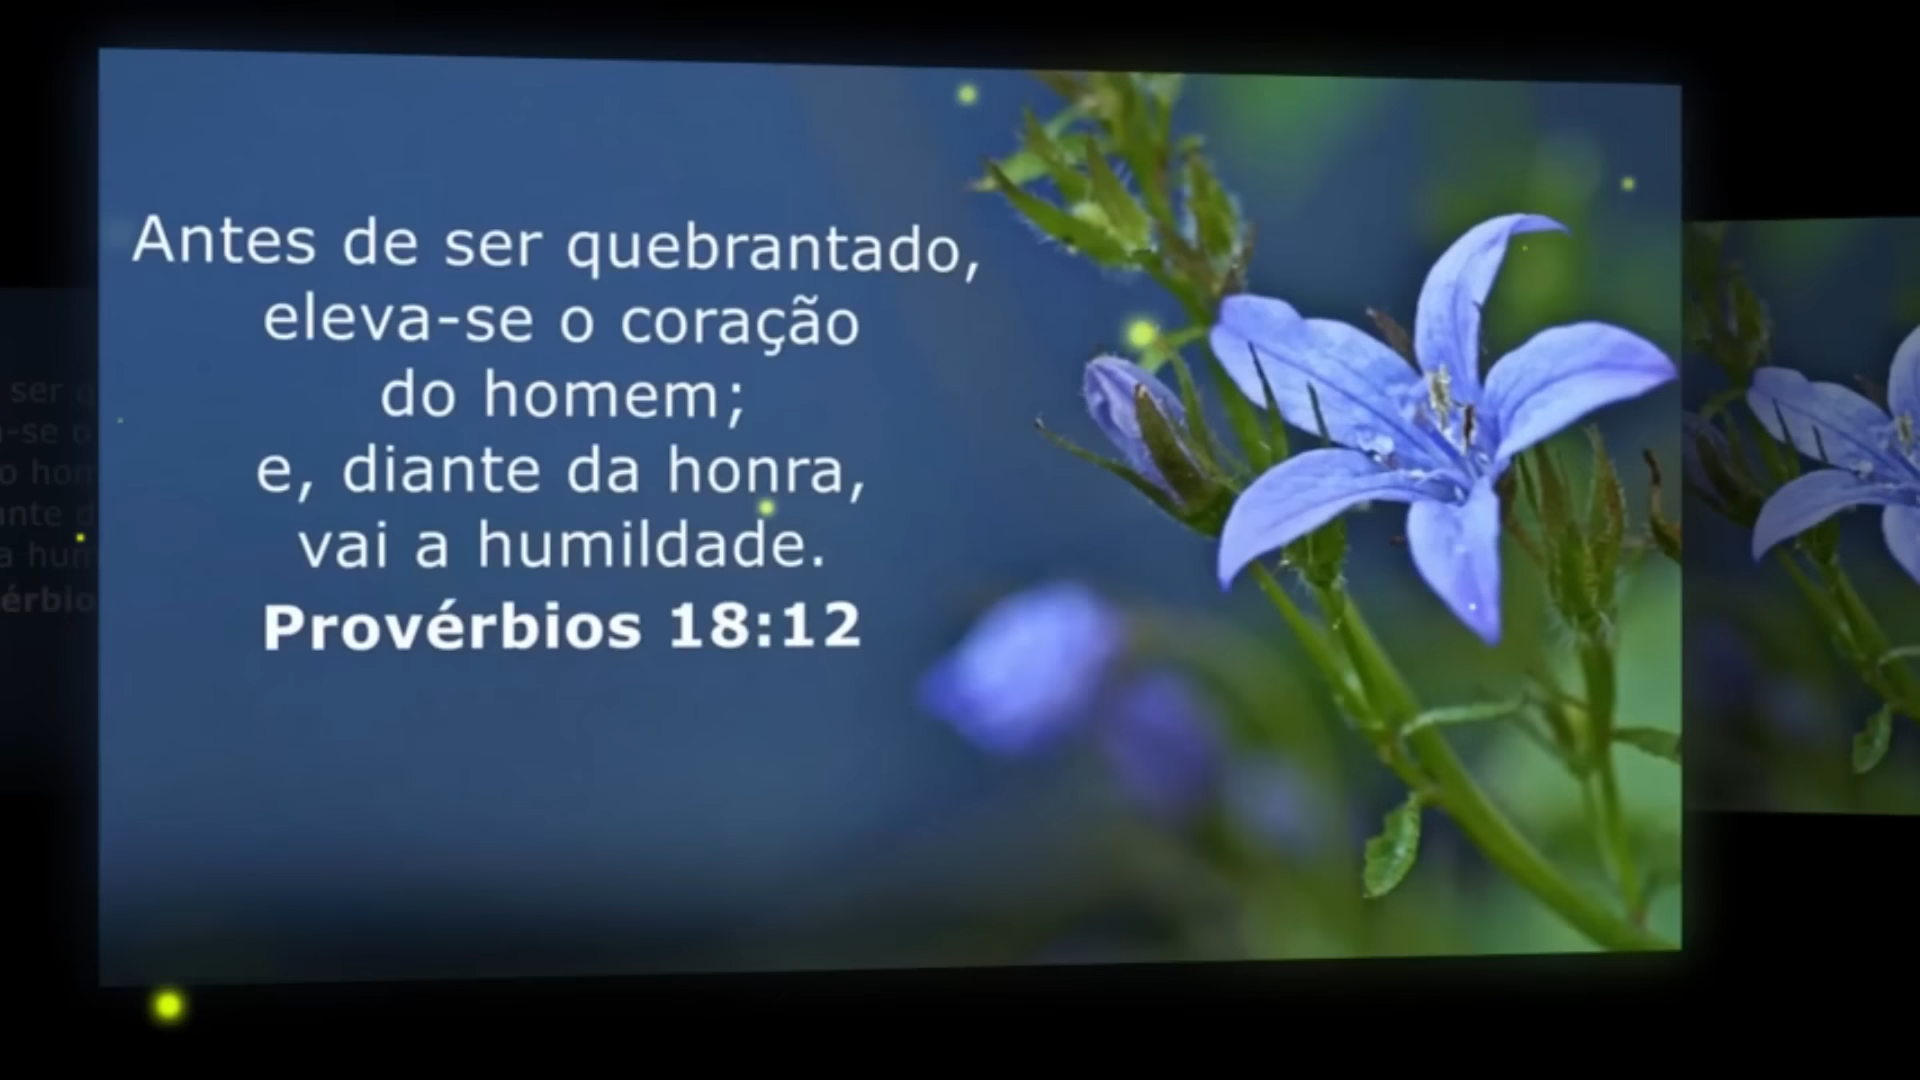 Antes de ser quebrantado,
eleva-se o coração
do homem;
e, diante da honra,
vai a humildade.
Provérbios 18:12